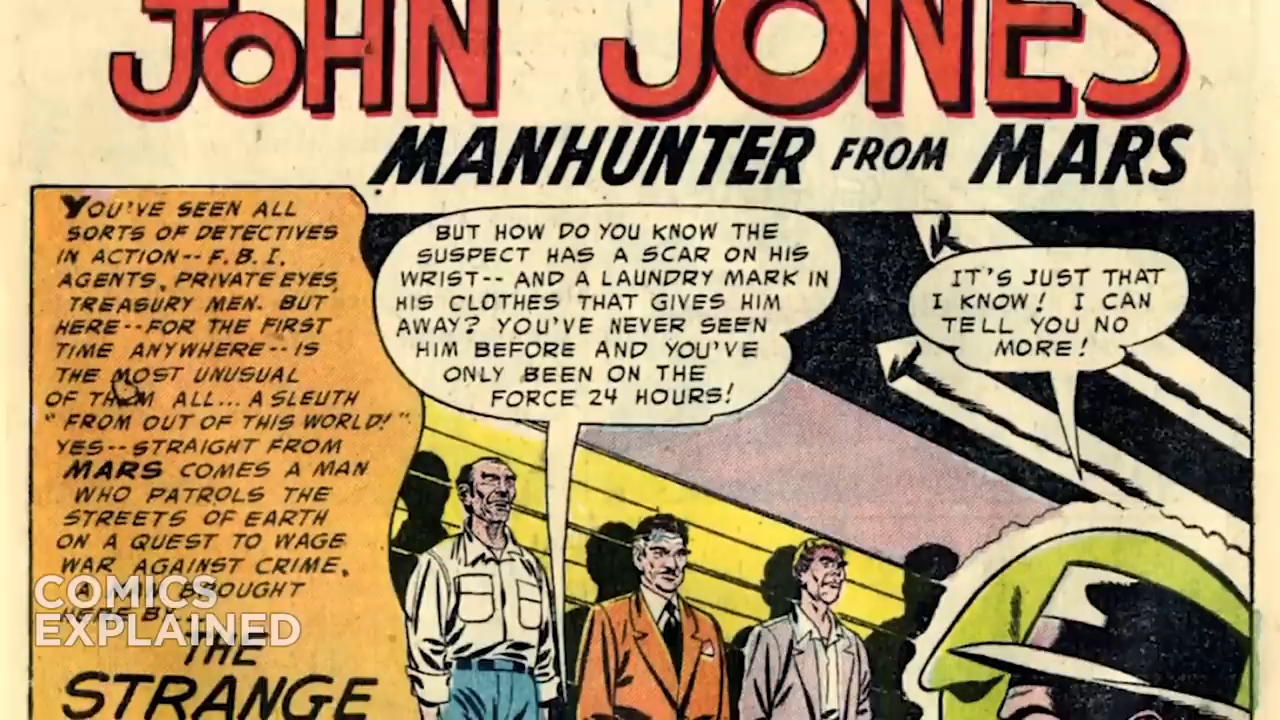 JOHN JONES
MANHUNTER FROM MARS
YOU'VE SEEN ALL
SORTS OF DETECTIVES
IN ACTION--F.B.I.
AGENTS, PRIVATE EYES,
TREASURY MEN. BUT
HERE--FOR THE FIRST
TIME ANYWHERE--IS
THE MOST UNUSUAL
OF THEM ALL... A SLEUTH
"FROM OUT OF THIS WORLD!"
YES--STRAIGHT FROM
MARS COMES A MAN
WHO PATROLS THE
STREETS OF EARTH
ON A QUEST TO WAGE
WAR AGAINST CRIME,
BROUGHT
HERE BY
THE
STRANGE
BUT HOW DO YOU KNOW THE
SUSPECT HAS A SCAR ON HIS
WRIST--AND A LAUNDRY MARK IN
HIS CLOTHES THAT GIVES HIM
AWAY? YOU'VE NEVER SEEN
HIM BEFORE AND YOU'VE
ONLY BEEN ON THE
FORCE 24 HOURS!
IT'S JUST THAT
I KNOW! I CAN
TELL YOU NO
MORE!
COMICS
EXPLAINED